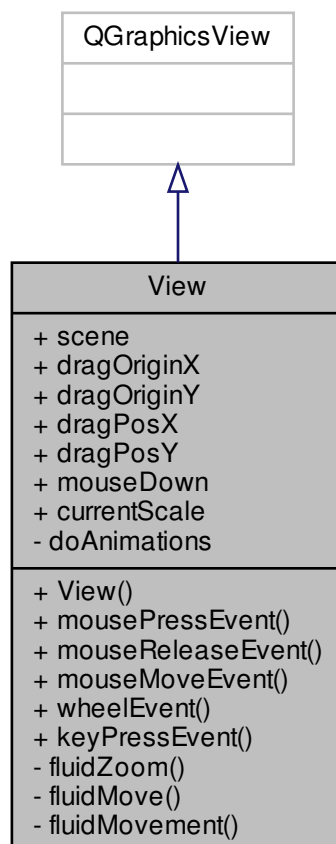 QGraphicsView
View
+ scene
+ dragOriginX
+ dragOriginY
+ dragPosX
+ dragPosY
+ mouseDown
+ currentScale
- doAnimations
+ View()
+ mousePressEvent()
+ mouseReleaseEvent()
+ mouseMoveEvent()
+ wheelEvent()
+ keyPressEvent()
- fluidZoom()
- fluidMove()
- fluidMovement()